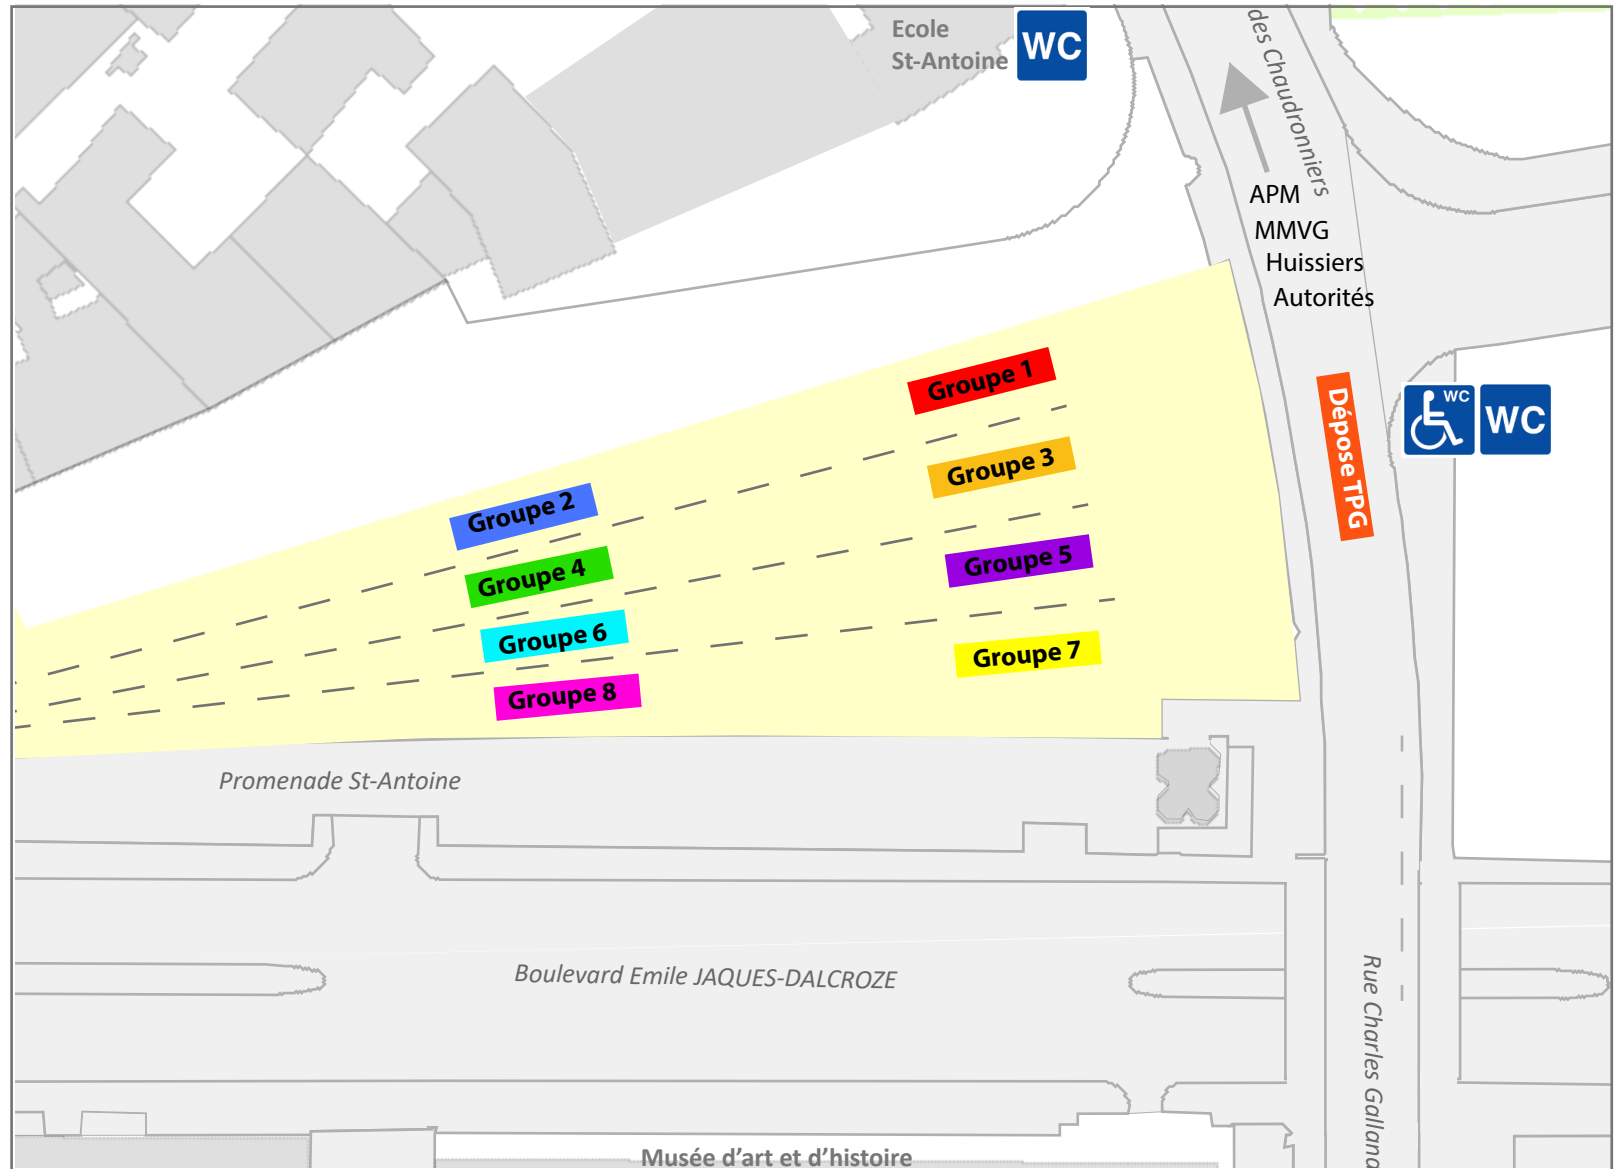 Ecole
St-Antoine
WC
des Chaudronniers
APM
MMVG
Huissiers
Autorités
Groupe 1
Dépose TPG
WC
WC
Groupe 3
Groupe 2
Groupe 4
Groupe 5
Groupe 6
Groupe 7
Groupe 8
Promenade St-Antoine
Boulevard Emile JAQUES-DALCROZE
Rue Charles Galland
Musée d'art et d'histoire